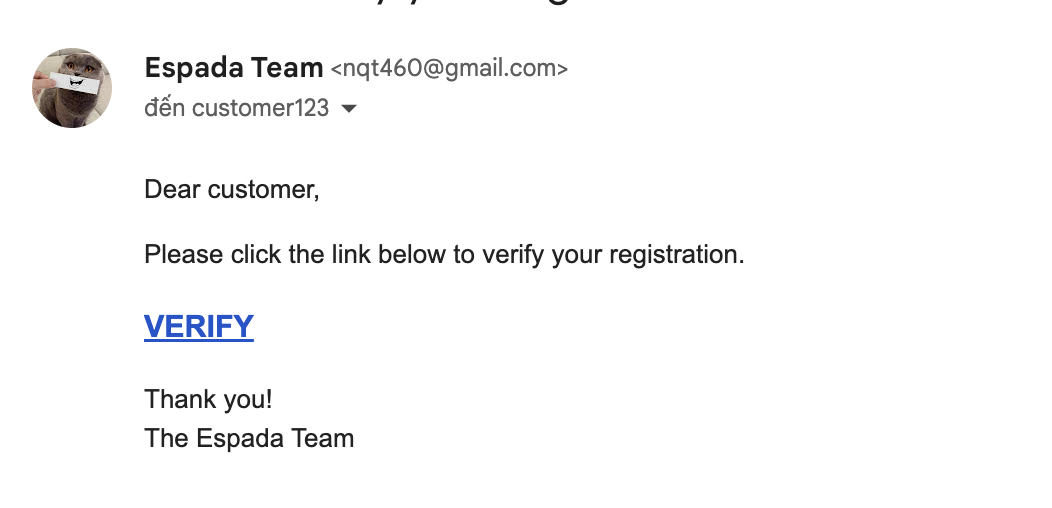 Espada Team <nqt460@gmail.com>
đến customer123
Dear customer,
Please click the link below to verify your registration.
VERIFY
Thank you!
The Espada Team